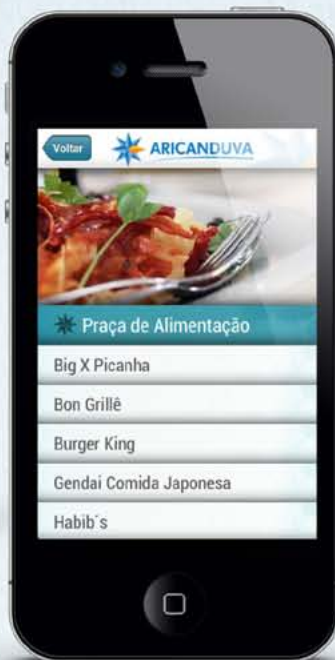 Voltar
ARICANDUVA
Praça de Alimentação
Big X Picanha
Bon Grillê
Burger King
Gendai Comida Japonesa
Habib´s